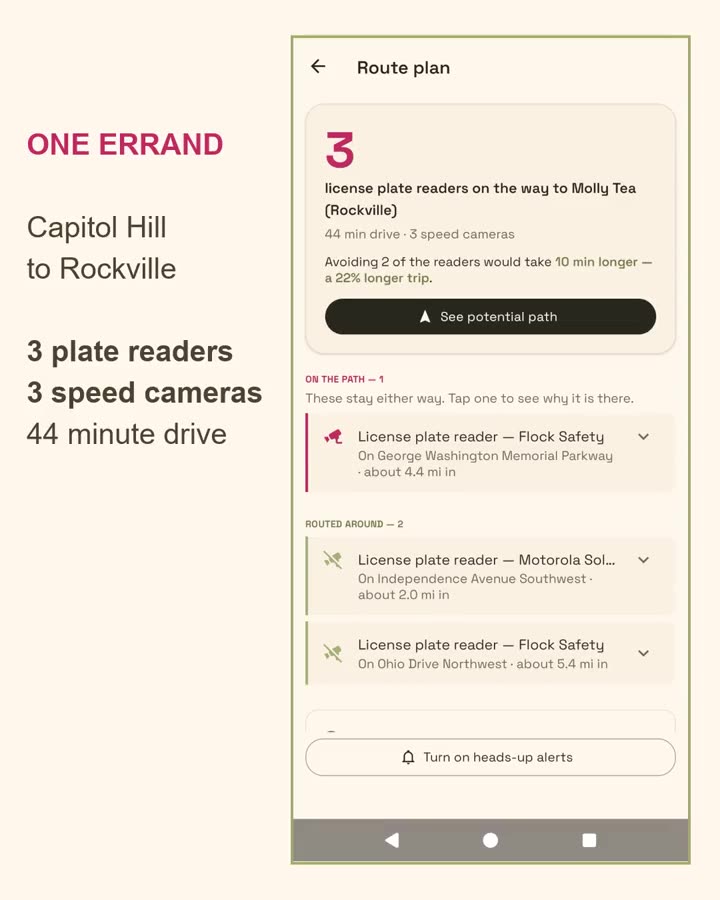 ONE ERRAND
Capitol Hill
to Rockville
3 plate readers
3 speed cameras
44 minute drive
Route plan
3
license plate readers on the way to Molly Tea
(Rockville)
44 min drive · 3 speed cameras
Avoiding 2 of the readers would take 10 min longer —
a 22% longer trip.
See potential path
ON THE PATH — 1
These stay either way. Tap one to see why it is there.
License plate reader — Flock Safety
On George Washington Memorial Parkway
· about 4.4 mi in
ROUTED AROUND — 2
License plate reader — Motorola Sol...
On Independence Avenue Southwest ·
about 2.0 mi in
License plate reader — Flock Safety
On Ohio Drive Northwest · about 5.4 mi in
Turn on heads-up alerts